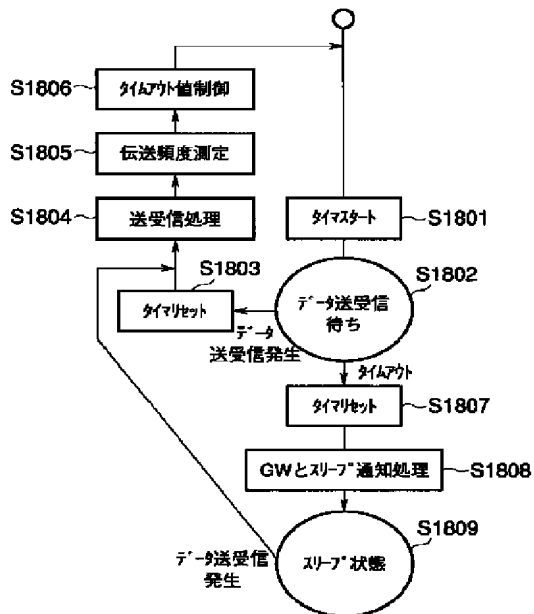 S1806
タイムアウト値制御
S1805
伝送頻度測定
S1804
送受信処理
タイマスタート
S1801
S1803
タイマリセット
S1802
データ送受信
待ち
データ
送受信発生
タイムアウト
タイマリセット
S1807
GWとスリープ通知処理
S1808
S1809
スリープ状態
データ送受信
発生